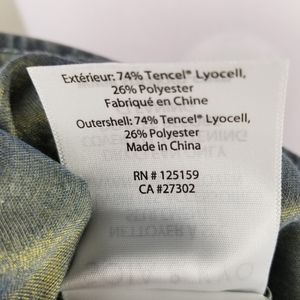 Extérieur: 74% Tencel® Lyocell,
26% Polyester
Fabriqué en Chine
Outershell: 74% Tencel® Lyocell,
26% Polyester
Made in China
RN # 125159
CA #27302